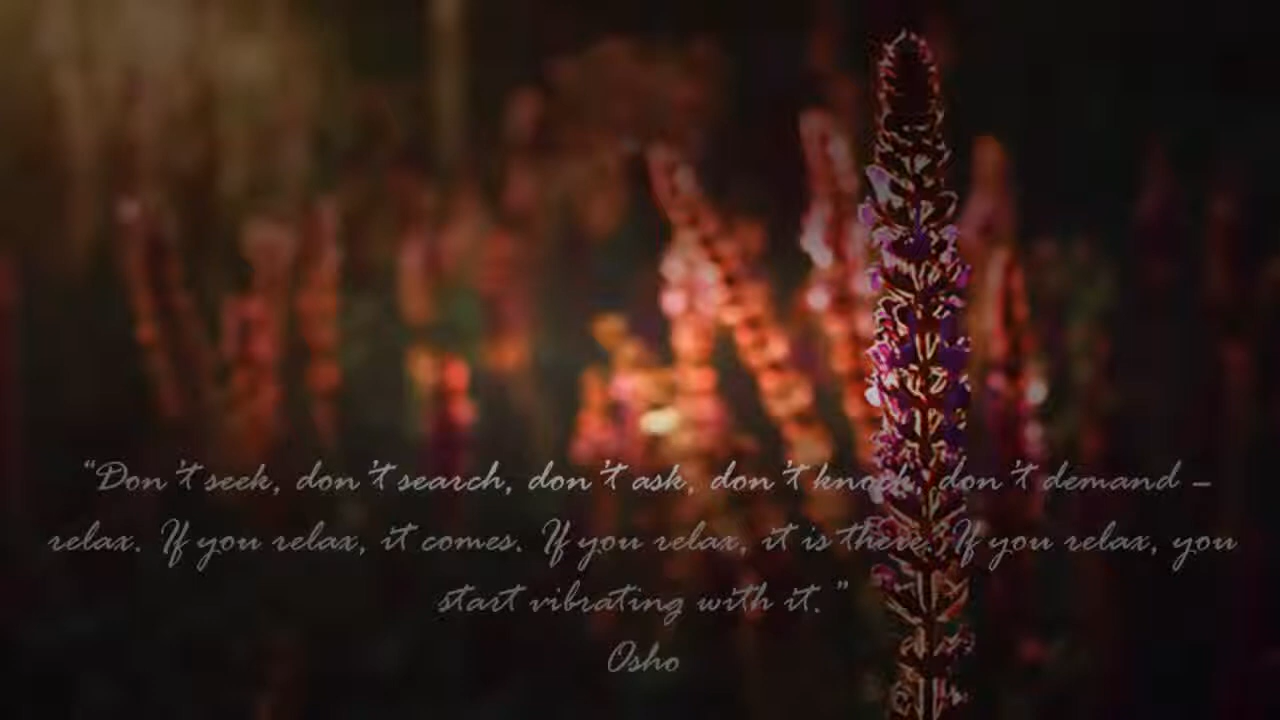 “Don’t seek, don’t search, don’t ask, don’t knock, don’t demand –
relax. If you relax, it comes. If you relax, it is there. If you relax, you
start vibrating with it.”
Osho